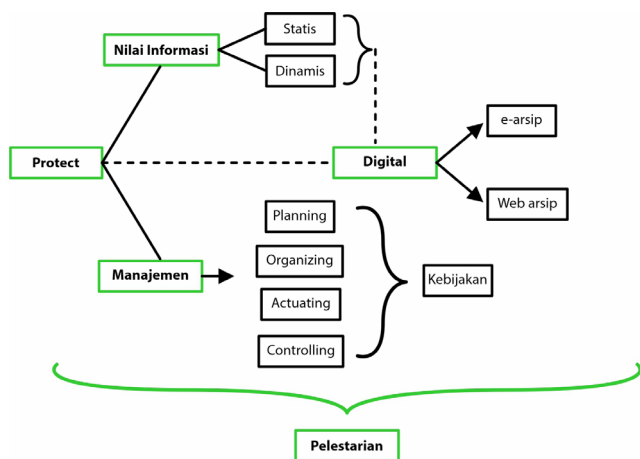 Nilai Informasi
Statis
Dinamis
Protect
Digital
e-arsip
Web arsip
Manajemen
Planning
Organizing
Actuating
Controlling
Kebijakan
Pelestarian